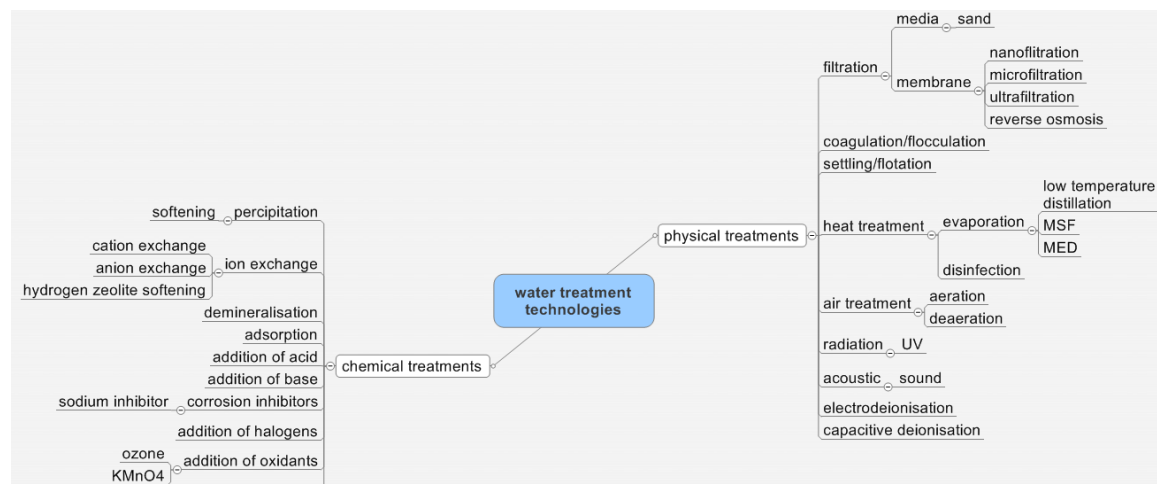 media
sand
filtration
membrane
nanoflitration
microfiltration
ultrafiltration
reverse osmosis
coagulation/flocculation
settling/flotation
heat treatment
evaporation
low temperature
distillation
MSF
MED
disinfection
physical treatments
air treatment
aeration
deaeration
radiation
UV
acoustic
sound
electrodeionisation
capacitive deionisation
water treatment
technologies
chemical treatments
softening
percipitation
cation exchange
anion exchange
hydrogen zeolite softening
ion exchange
demineralisation
adsorption
addition of acid
addition of base
sodium inhibitor
corrosion inhibitors
addition of halogens
ozone
KMnO4
addition of oxidants